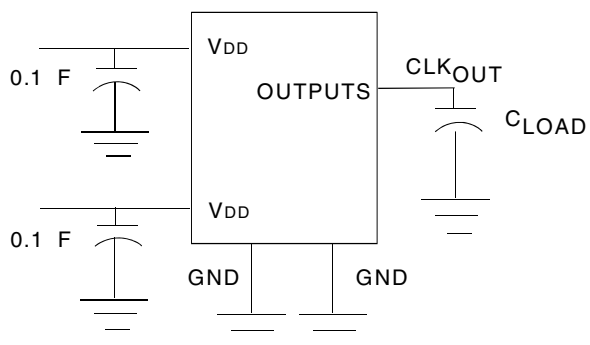 VDD
0.1 F
CLKOUT
OUTPUTS
CLOAD
VDD
0.1 F
GND
GND